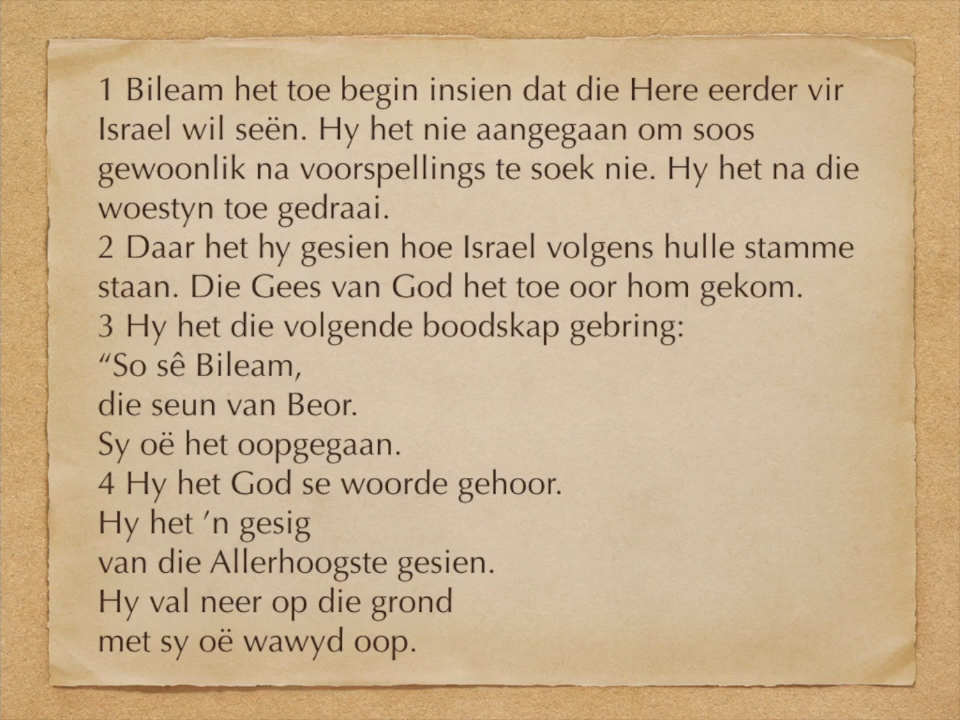 1 Bileam het toe begin insien dat die Here eerder vir
Israel wil seën. Hy het nie aangegaan om soos
gewoonlik na voorspellings te soek nie. Hy het na die
woestyn toe gedraai.
2 Daar het hy gesien hoe Israel volgens hulle stamme
staan. Die Gees van God het toe oor hom gekom.
3 Hy het die volgende boodskap gebring:
“So sê Bileam,
die seun van Beor.
Sy oë het oopgegaan.
4 Hy het God se woorde gehoor.
Hy het ’n gesig
van die Allerhoogste gesien.
Hy val neer op die grond
met sy oë wawyd oop.